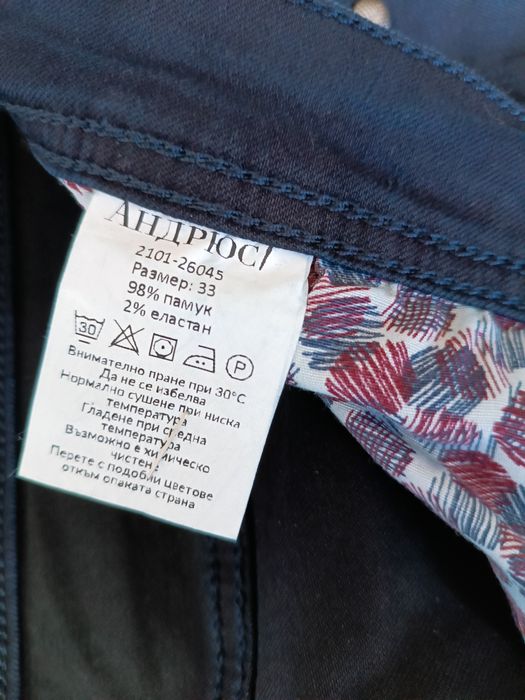 АНДРЮС
2101-26045
Размер: 33
98% памук
2% еластан
30
P
Внимателно пране при 30°C
Да не се избелва
Нормално сушене при ниска
температура
Гладене при средна
температура
Възможно е химическо
чистене
Перете с подобни цветове
откъм опаката страна